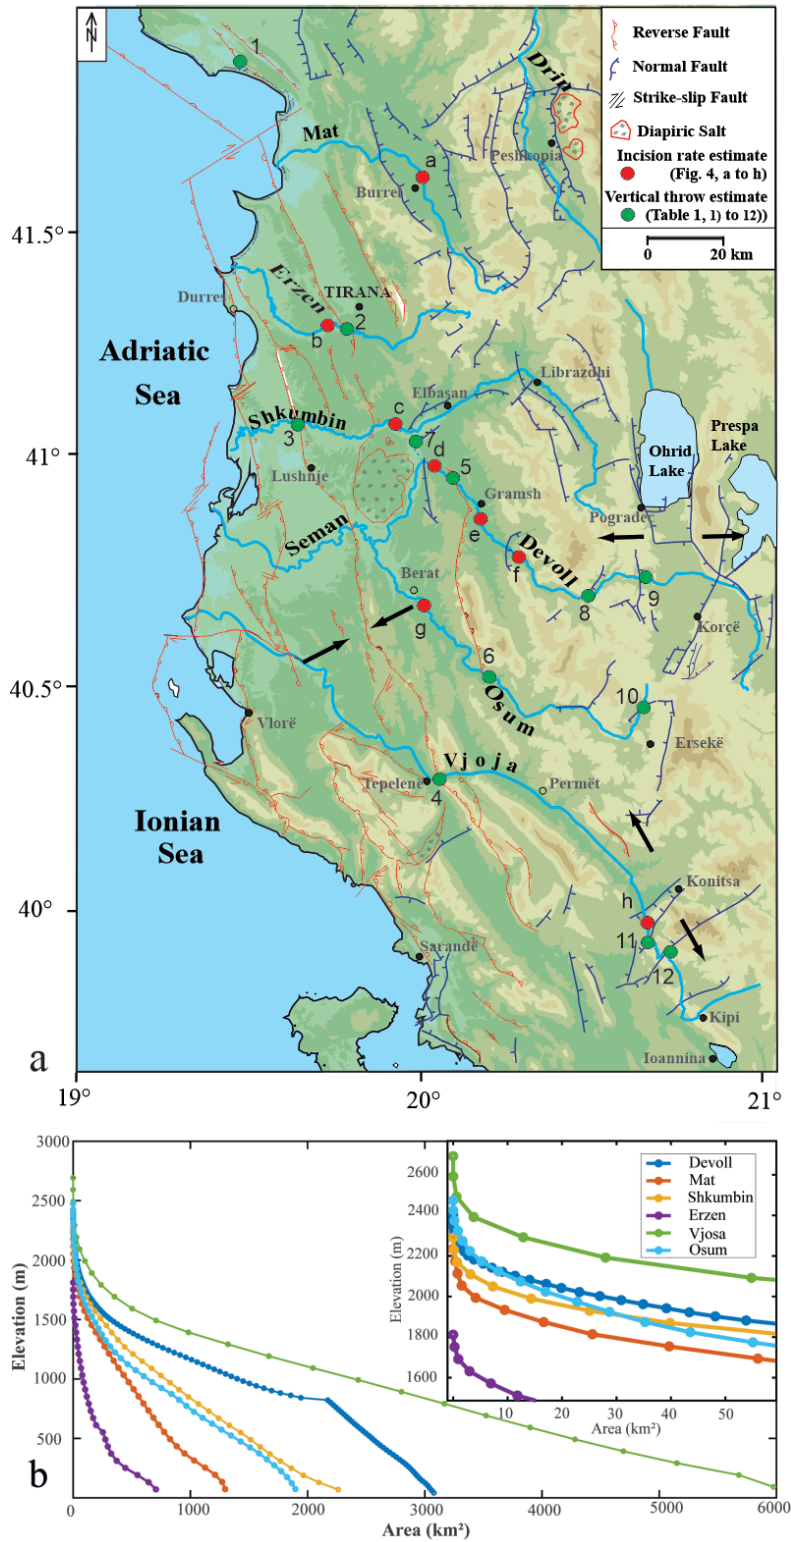 N
1
Drin
Reverse Fault
Normal Fault
Strike-slip Fault
Diapiric Salt
Incision rate estimate
(Fig. 4, a to h)
Vertical throw estimate
(Table 1, 1) to 12))
0 20 km
Mat
a
Peshkopia
Burrel
41.5°
Erzen
TIRANA
Durres
b
2
Adriatic
Sea
Librazhdi
Elbasan
Shkumbin
c
3
7
Prespa
Lake
41°
d
5
Ohrid
Lake
Lushnje
Gramsh
Pogradec
Seman
e
Devoll
f
Berat
8
9
g
Korçë
6
40.5°
Osum
10
Vlorë
Ersekë
Vjoja
Tepelenë
Permët
4
Ionian
Sea
Konitsa
h
40°
11
Sarandë
12
Kipi
Ioannina
a
19° 20° 21°
3000
2500
2000
1500
1000
500
0 1000 2000 3000 4000 5000 6000
Elevation (m)
Area (km²)
b
2600
2400
2200
2000
1800
1600
10 20 30 40 50
Elevation (m)
Area (km²)
Devoll
Mat
Shkumbin
Erzen
Vjosa
Osum